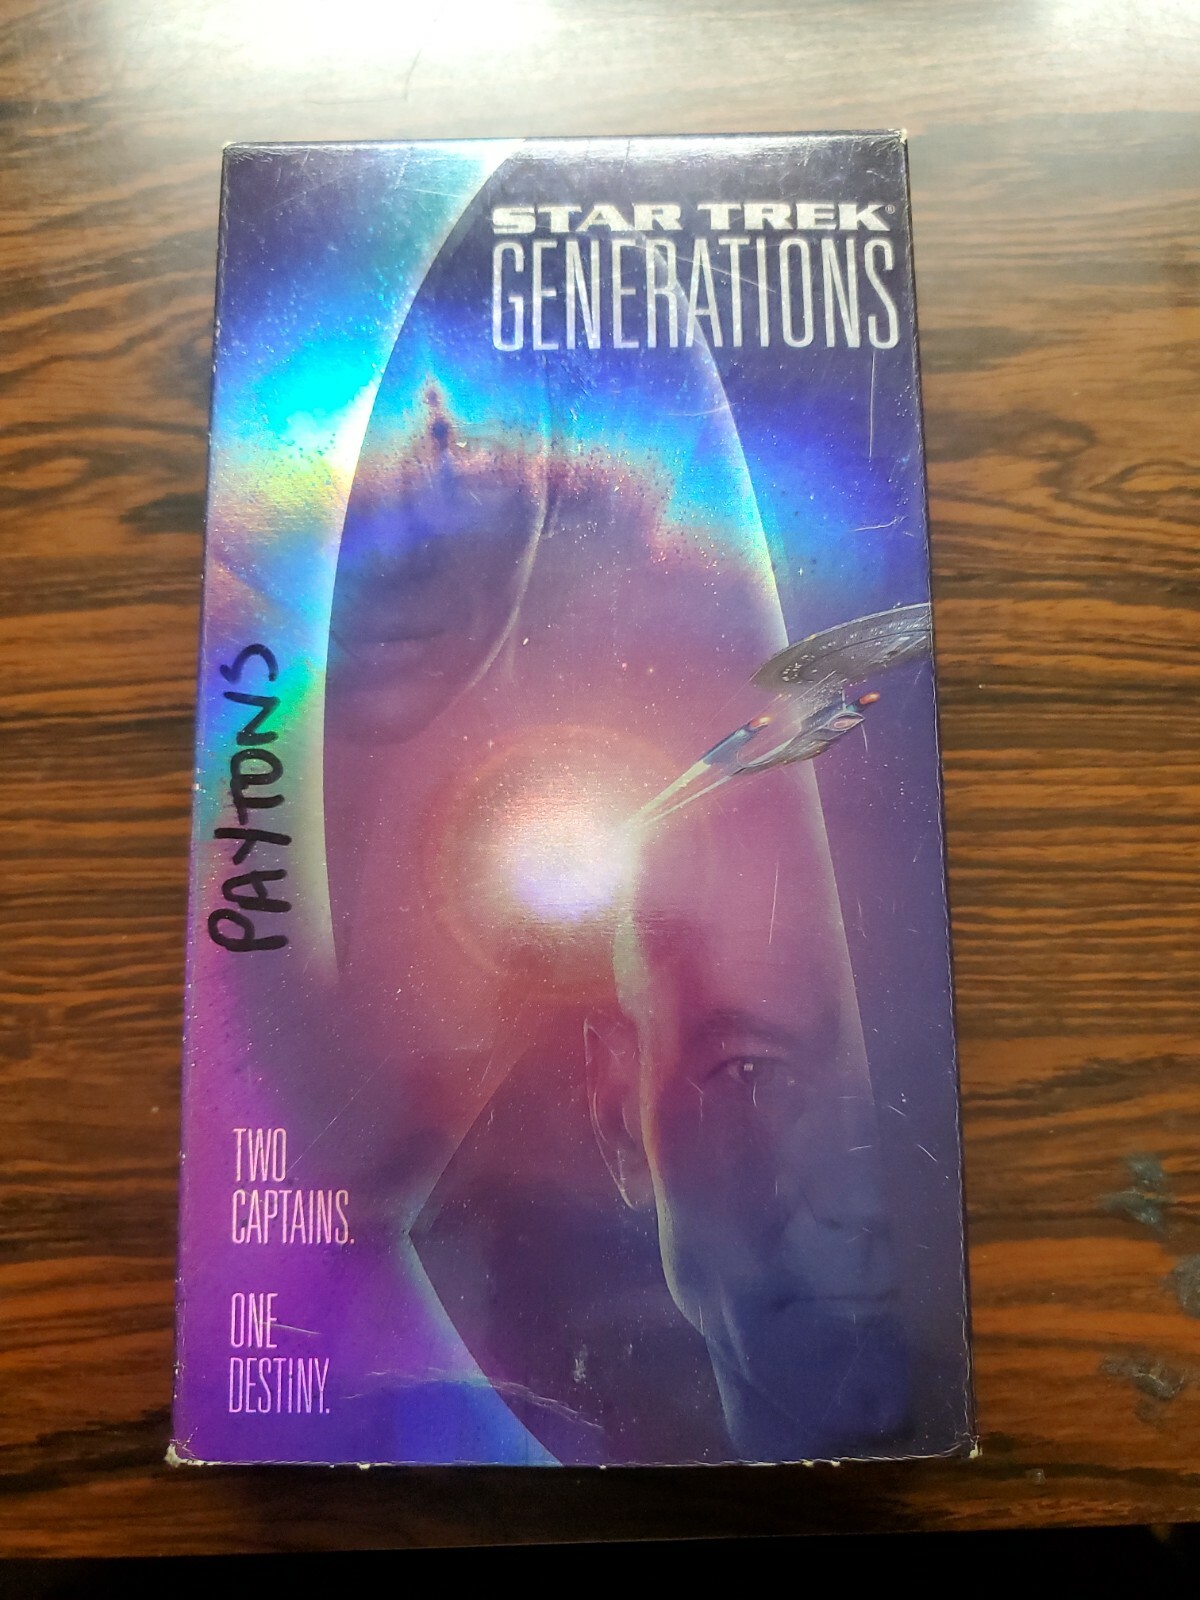 STAR TREK®
GENERATIONS
PAYTONS
TWO
CAPTAINS.
ONE
DESTINY.